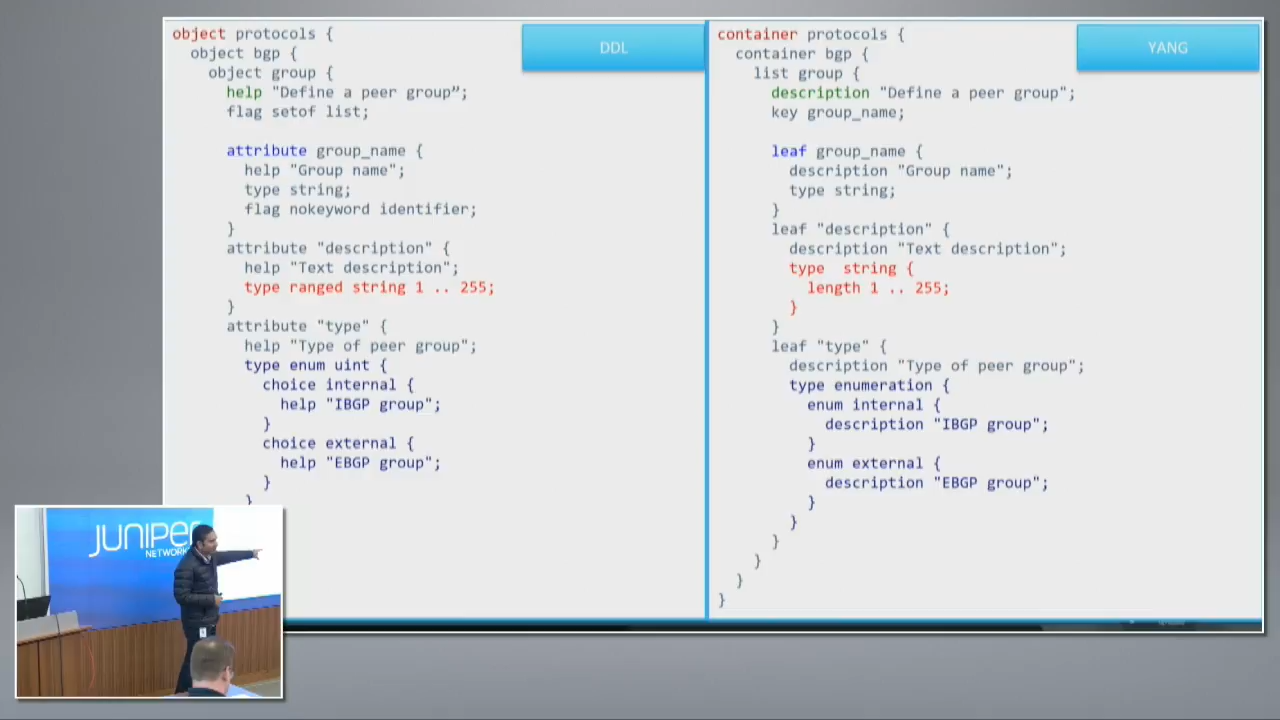 DDL
object protocols {
object bgp {
object group {
help "Define a peer group”;
flag setof list;
attribute group_name {
help "Group name";
type string;
flag nokeyword identifier;
}
attribute "description" {
help "Text description";
type ranged string 1 .. 255;
}
attribute "type" {
help "Type of peer group";
type enum uint {
choice internal {
help "IBGP group";
}
choice external {
help "EBGP group";
}
}
YANG
container protocols {
container bgp {
list group {
description "Define a peer group";
key group_name;
leaf group_name {
description "Group name";
type string;
}
leaf "description" {
description "Text description";
type  string {
length 1 .. 255;
}
}
leaf "type" {
description "Type of peer group";
type enumeration {
enum internal {
description "IBGP group";
}
enum external {
description "EBGP group";
}
}
}
}
}
}
JUNIPEr
NETWORKS